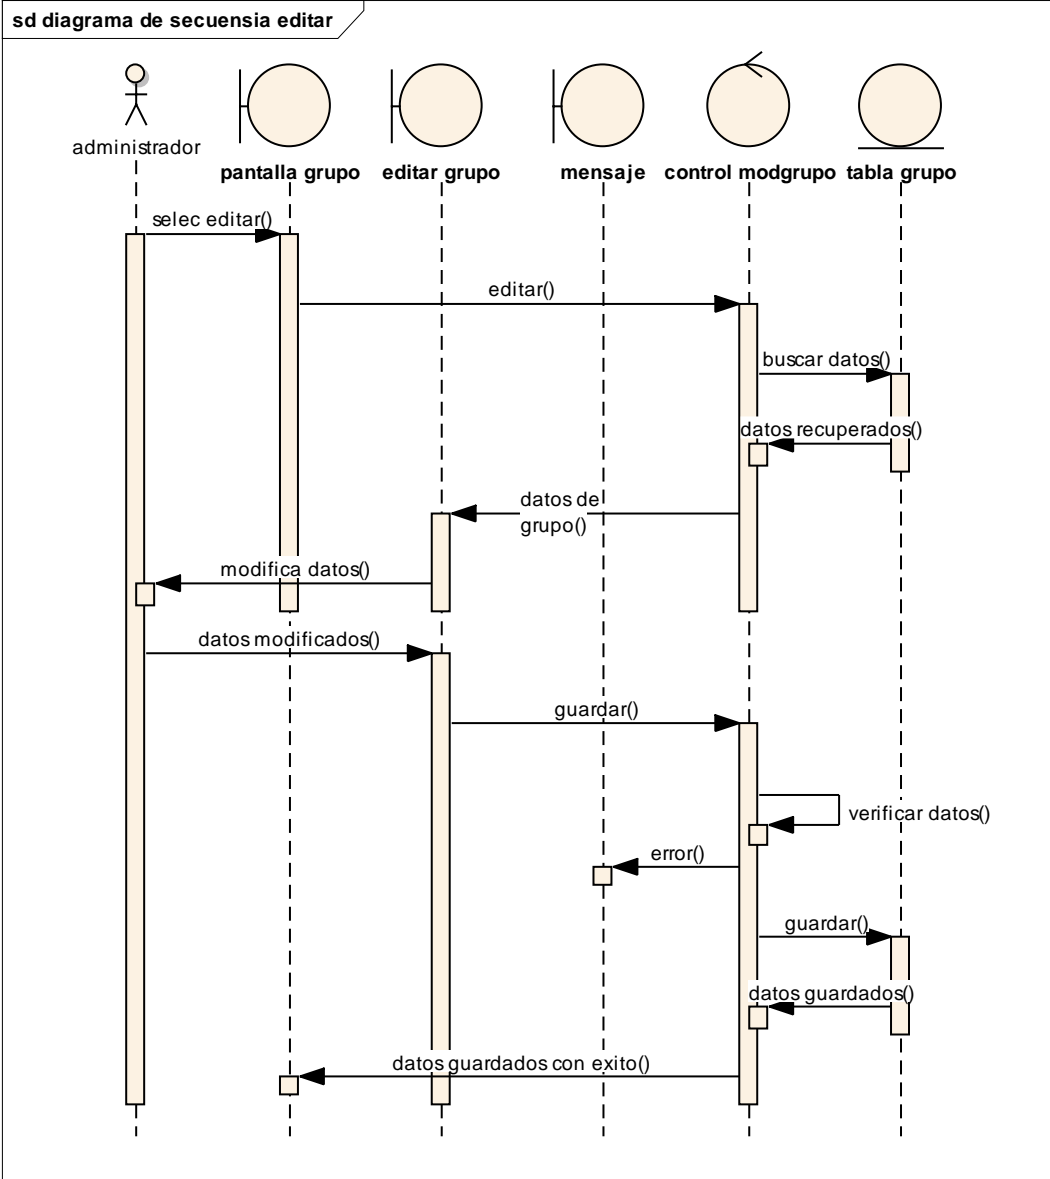 sd diagrama de secuensia editar
administrador
pantalla grupo
editar grupo
mensaje
control modgrupo
tabla grupo
selec editar()
editar()
buscar datos()
datos recuperados()
datos de
grupo()
modifica datos()
datos modificados()
guardar()
verificar datos()
error()
guardar()
datos guardados()
datos guardados con exito()